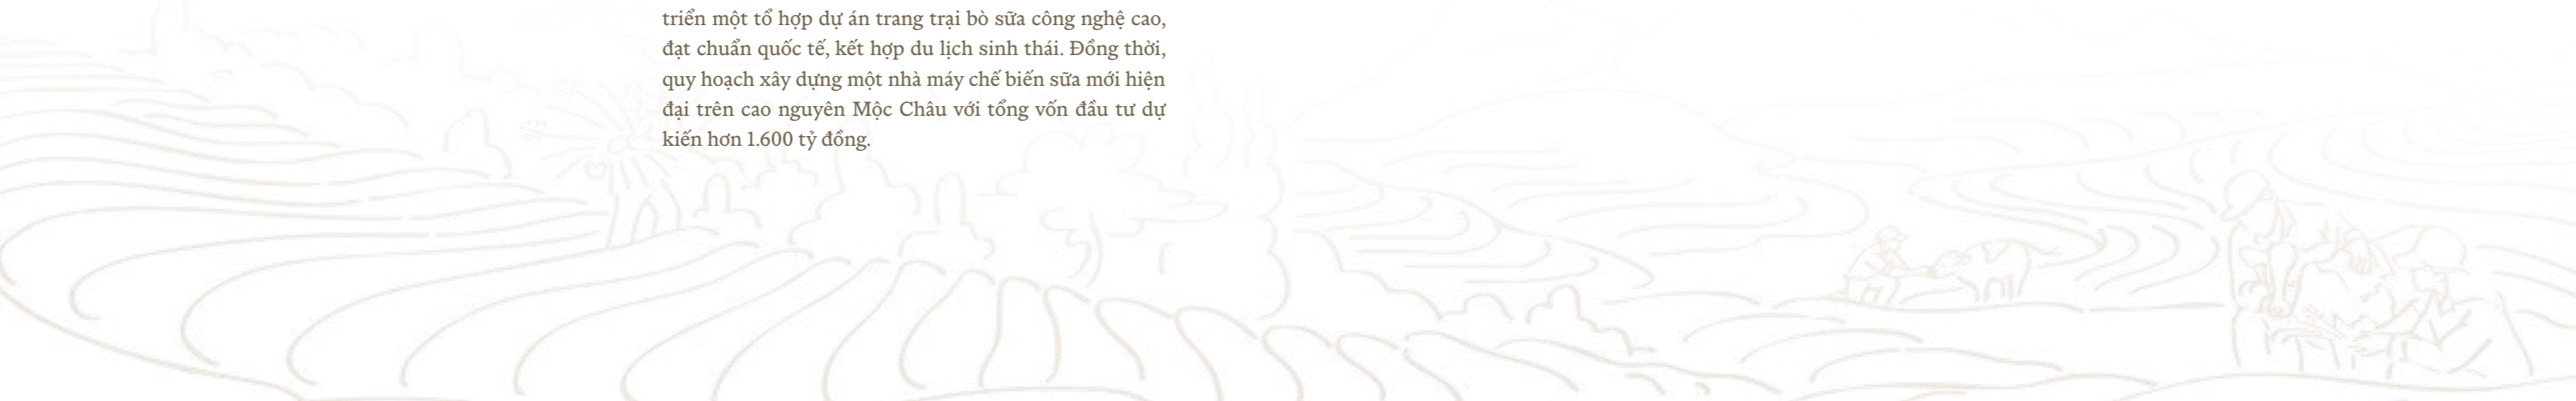 triển một tổ hợp dự án trang trại bò sữa công nghệ cao,
đạt chuẩn quốc tế, kết hợp du lịch sinh thái. Đồng thời,
quy hoạch xây dựng một nhà máy chế biến sữa mới hiện
đại trên cao nguyên Mộc Châu với tổng vốn đầu tư dự
kiến hơn 1.600 tỷ đồng.